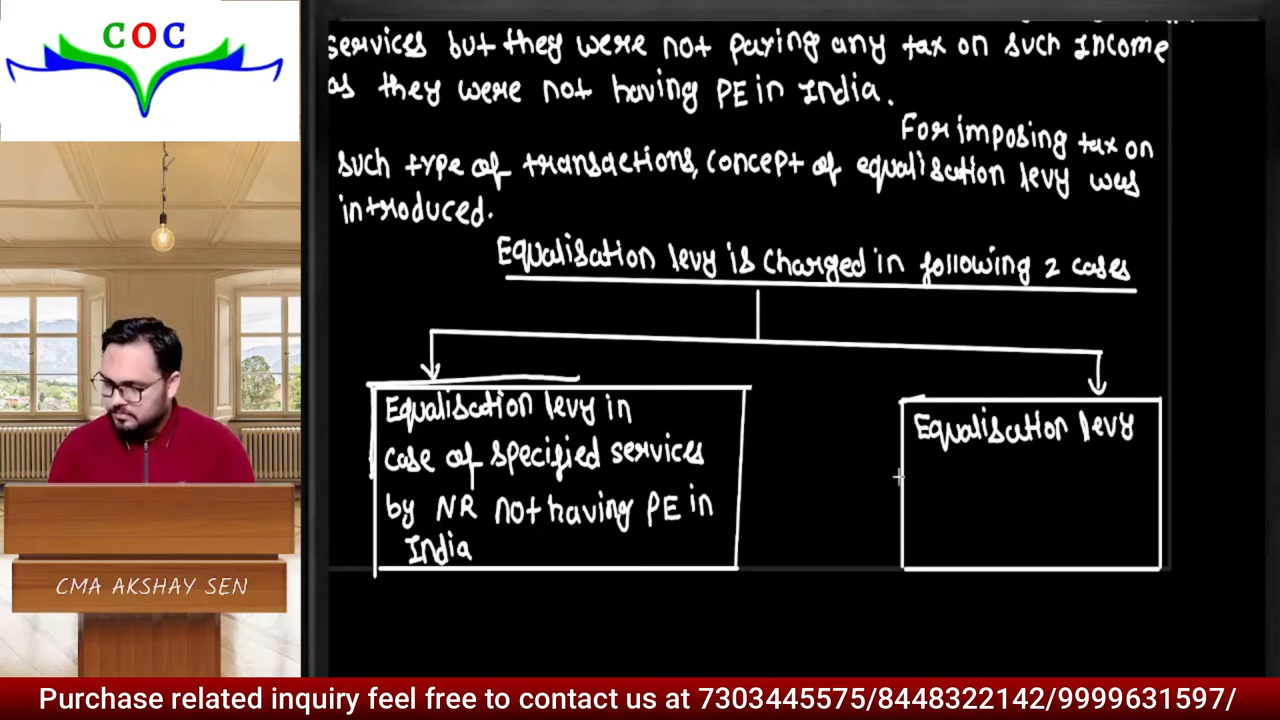 COC
services but they were not paying any tax on such Income
as they were not having PE in India.
For imposing tax on
such type of transactions, concept of equalisation levy was
introduced.
Equalisation levy is charged in following 2 cases
Equalisation levy in
case of specified services
by NR not having PE in
India
Equalisation levy
CMA AKSHAY SEN
Purchase related inquiry feel free to contact us at 7303445575/8448322142/9999631597/